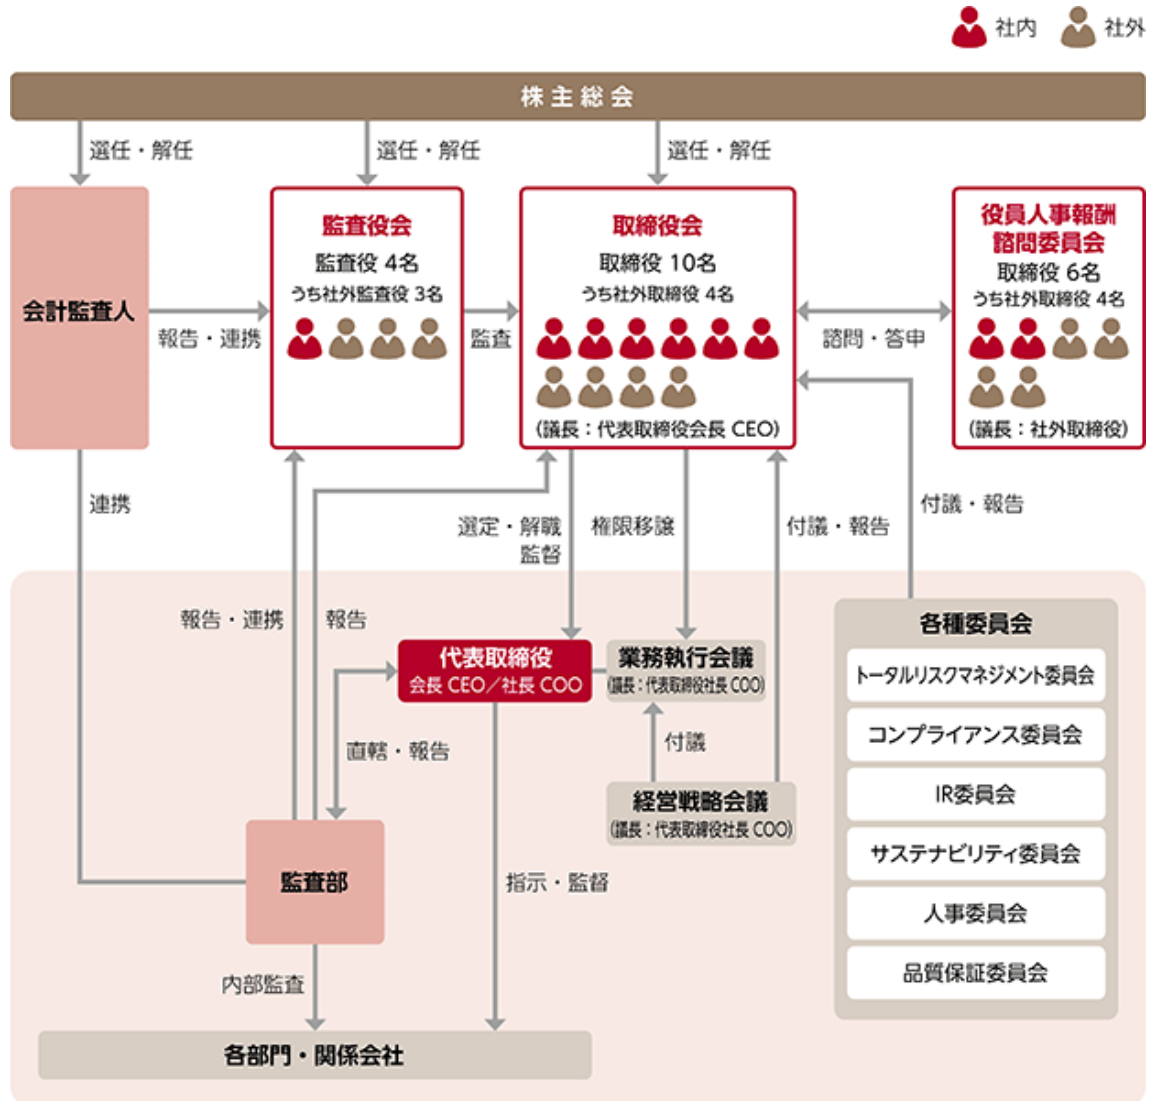 社内
社外
株主総会
選任・解任
選任・解任
選任・解任
会計監査人
監査役会
監査役 4名
うち社外監査役 3名
取締役会
取締役 10名
うち社外取締役 4名
(議長：代表取締役会長 CEO)
役員人事報酬
諮問委員会
取締役 6名
うち社外取締役 4名
(議長：社外取締役)
報告・連携
監査
諮問・答申
連携
選定・解職
監督
権限移譲
付議・報告
付議・報告
報告・連携
報告
代表取締役
会長 CEO／社長 COO
業務執行会議
(議長：代表取締役社長 COO)
直轄・報告
付議
経営戦略会議
(議長：代表取締役社長 COO)
各種委員会
トータルリスクマネジメント委員会
コンプライアンス委員会
IR委員会
サステナビリティ委員会
人事委員会
品質保証委員会
監査部
指示・監督
内部監査
各部門・関係会社